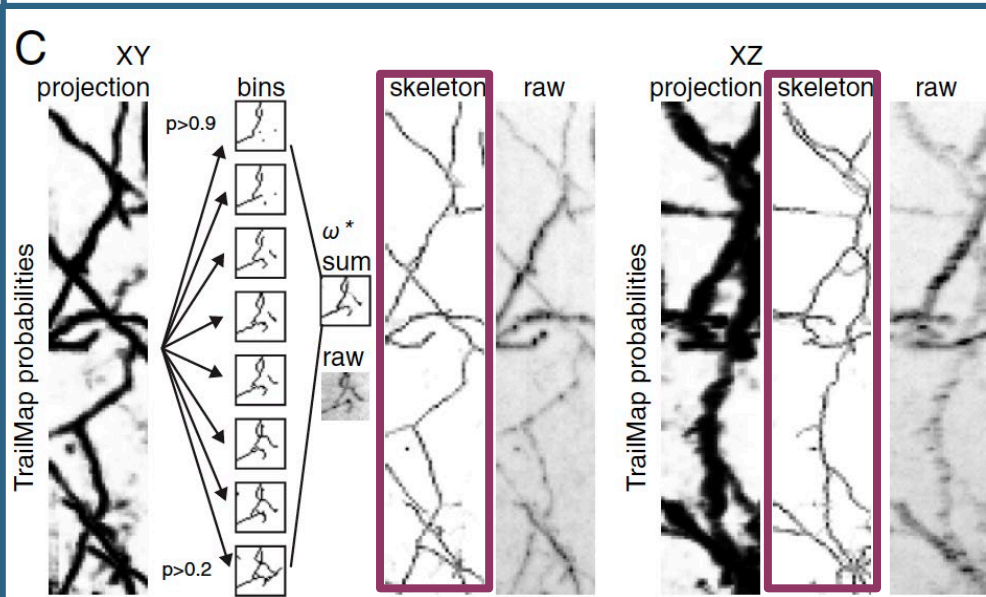 C
XY
projection
bins
skeleton
raw
XZ
projection
skeleton
raw
p>0.9
ω*
sum
raw
p>0.2
TrailMap probabilities
TrailMap probabilities